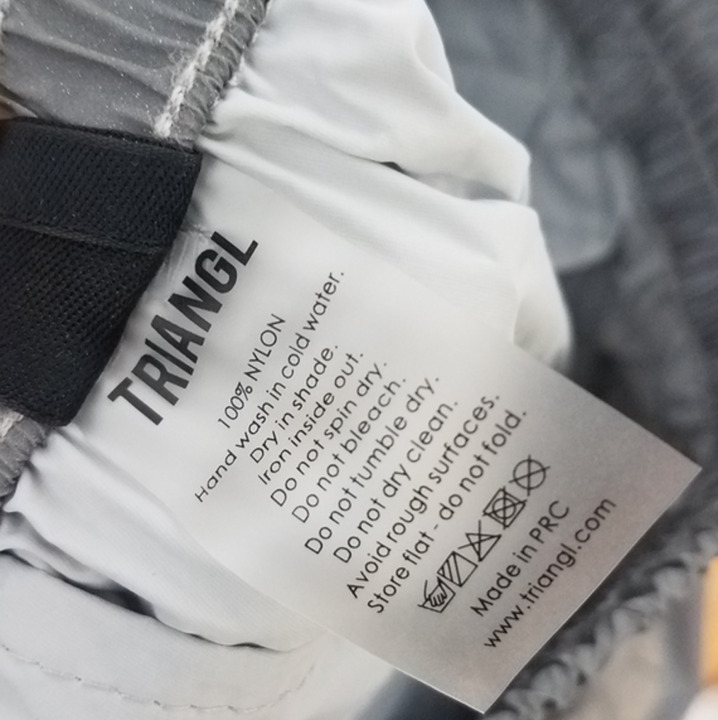 TRIANGL
100% NYLON
Hand wash in cold water.
Dry in shade.
Iron inside out.
Do not spin dry.
Do not bleach.
Do not tumble dry.
Do not dry clean.
Avoid rough surfaces.
Store flat - do not fold.
Made in PRC
www.triangl.com